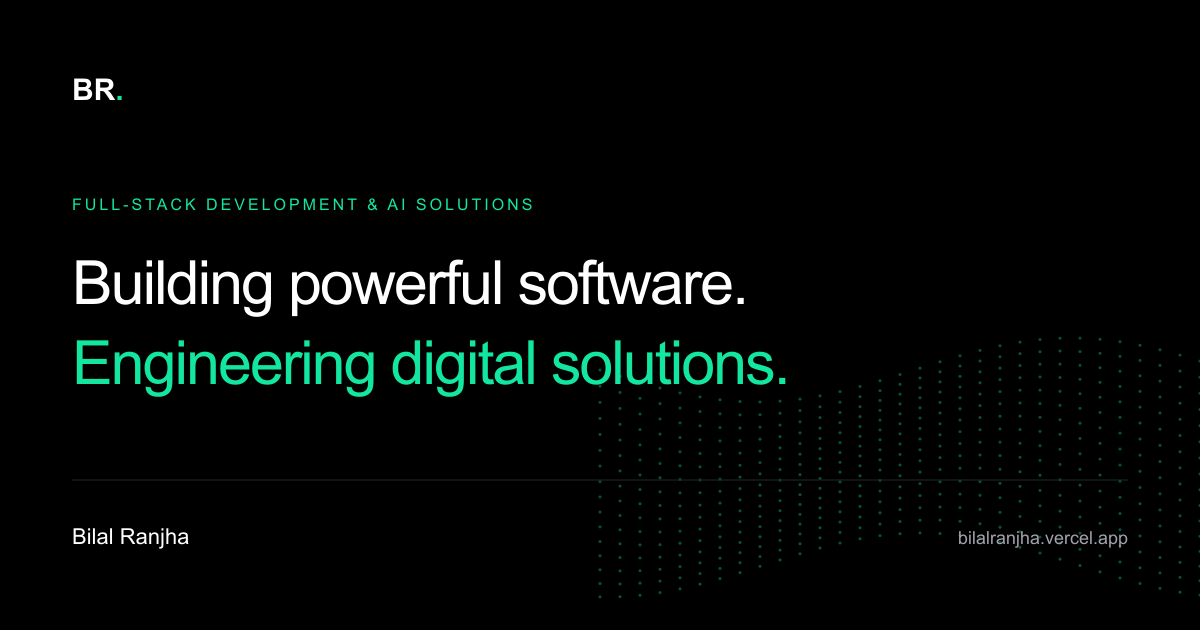 BR.
FULL-STACK DEVELOPMENT & AI SOLUTIONS
Building powerful software.
Engineering digital solutions.
Bilal Ranjha
bilalranjha.vercel.app